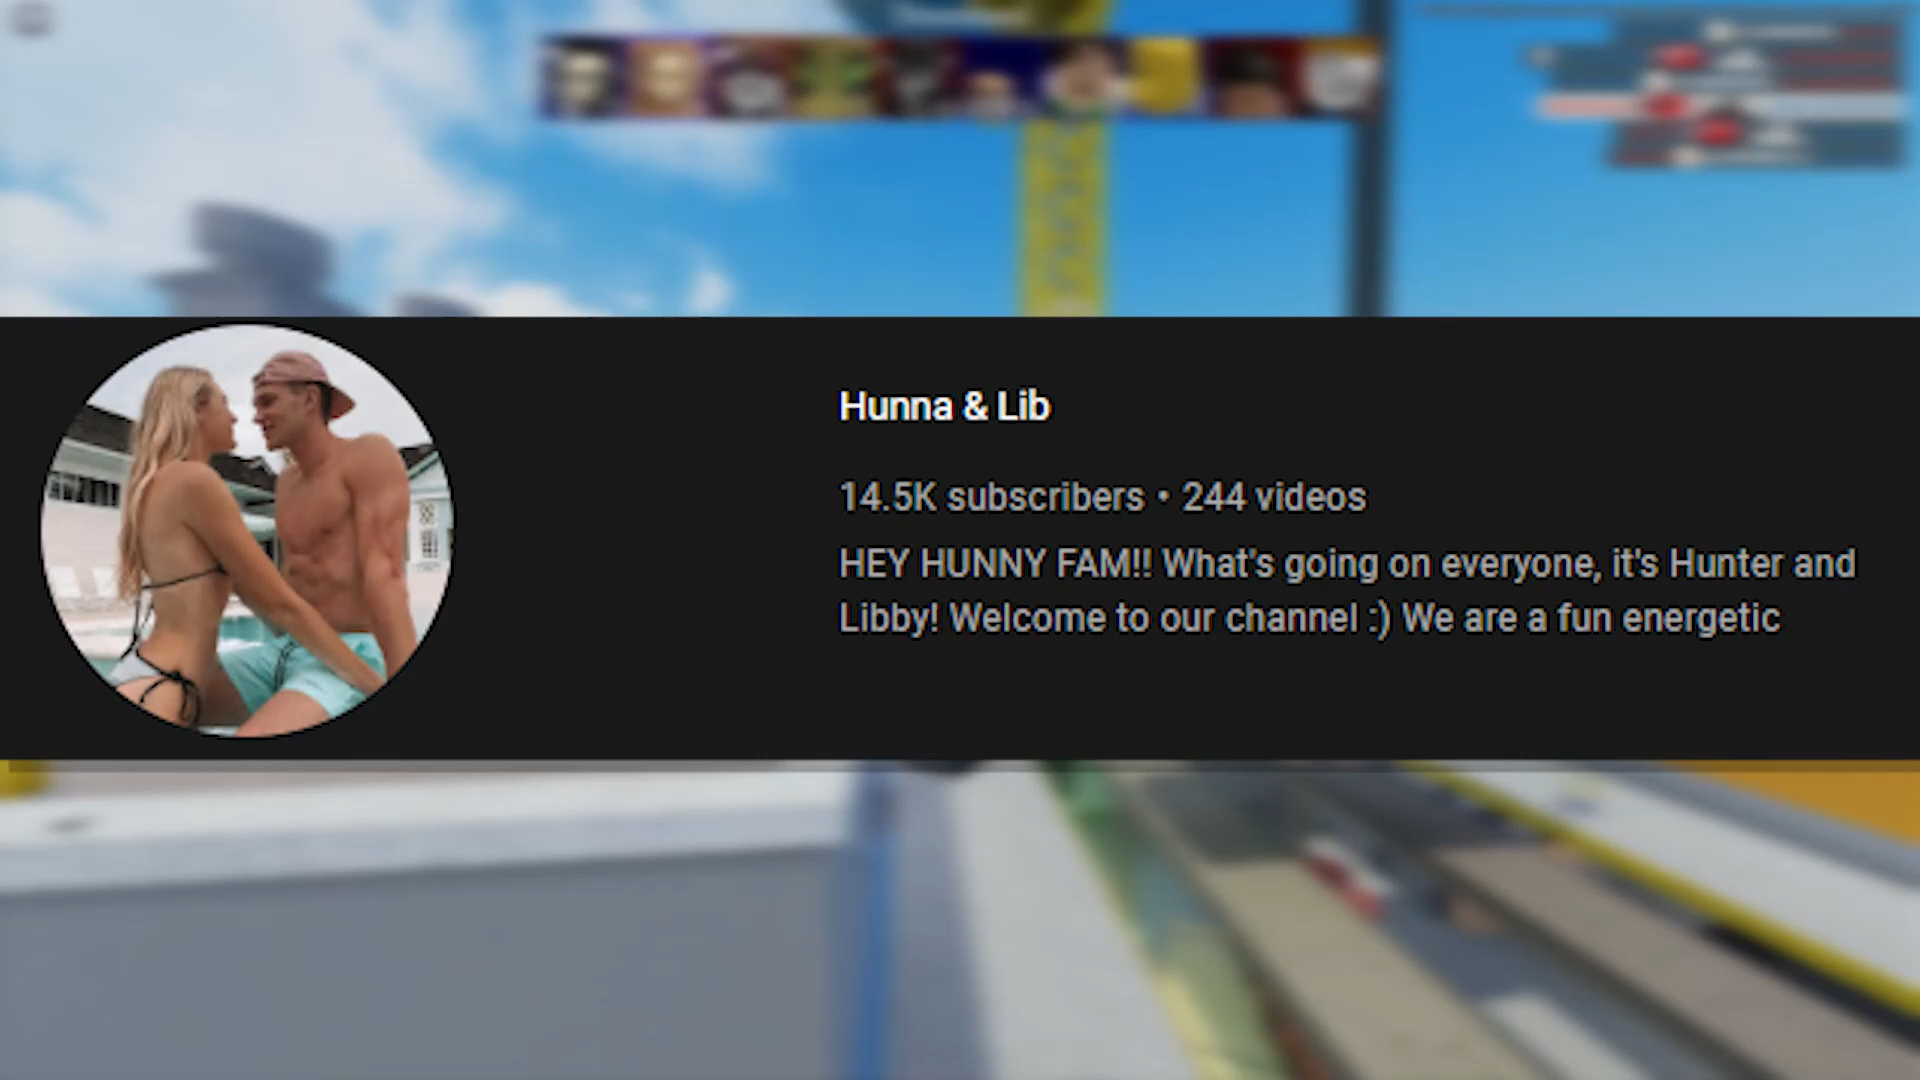 Hunna & Lib
14.5K subscribers • 244 videos
HEY HUNNY FAM!! What's going on everyone, it's Hunter and
Libby! Welcome to our channel :) We are a fun energetic